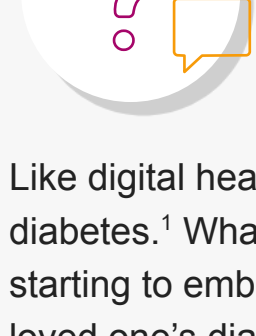 ?
Like digital hea
diabetes.¹ Wha
starting to emb
loved one's dia